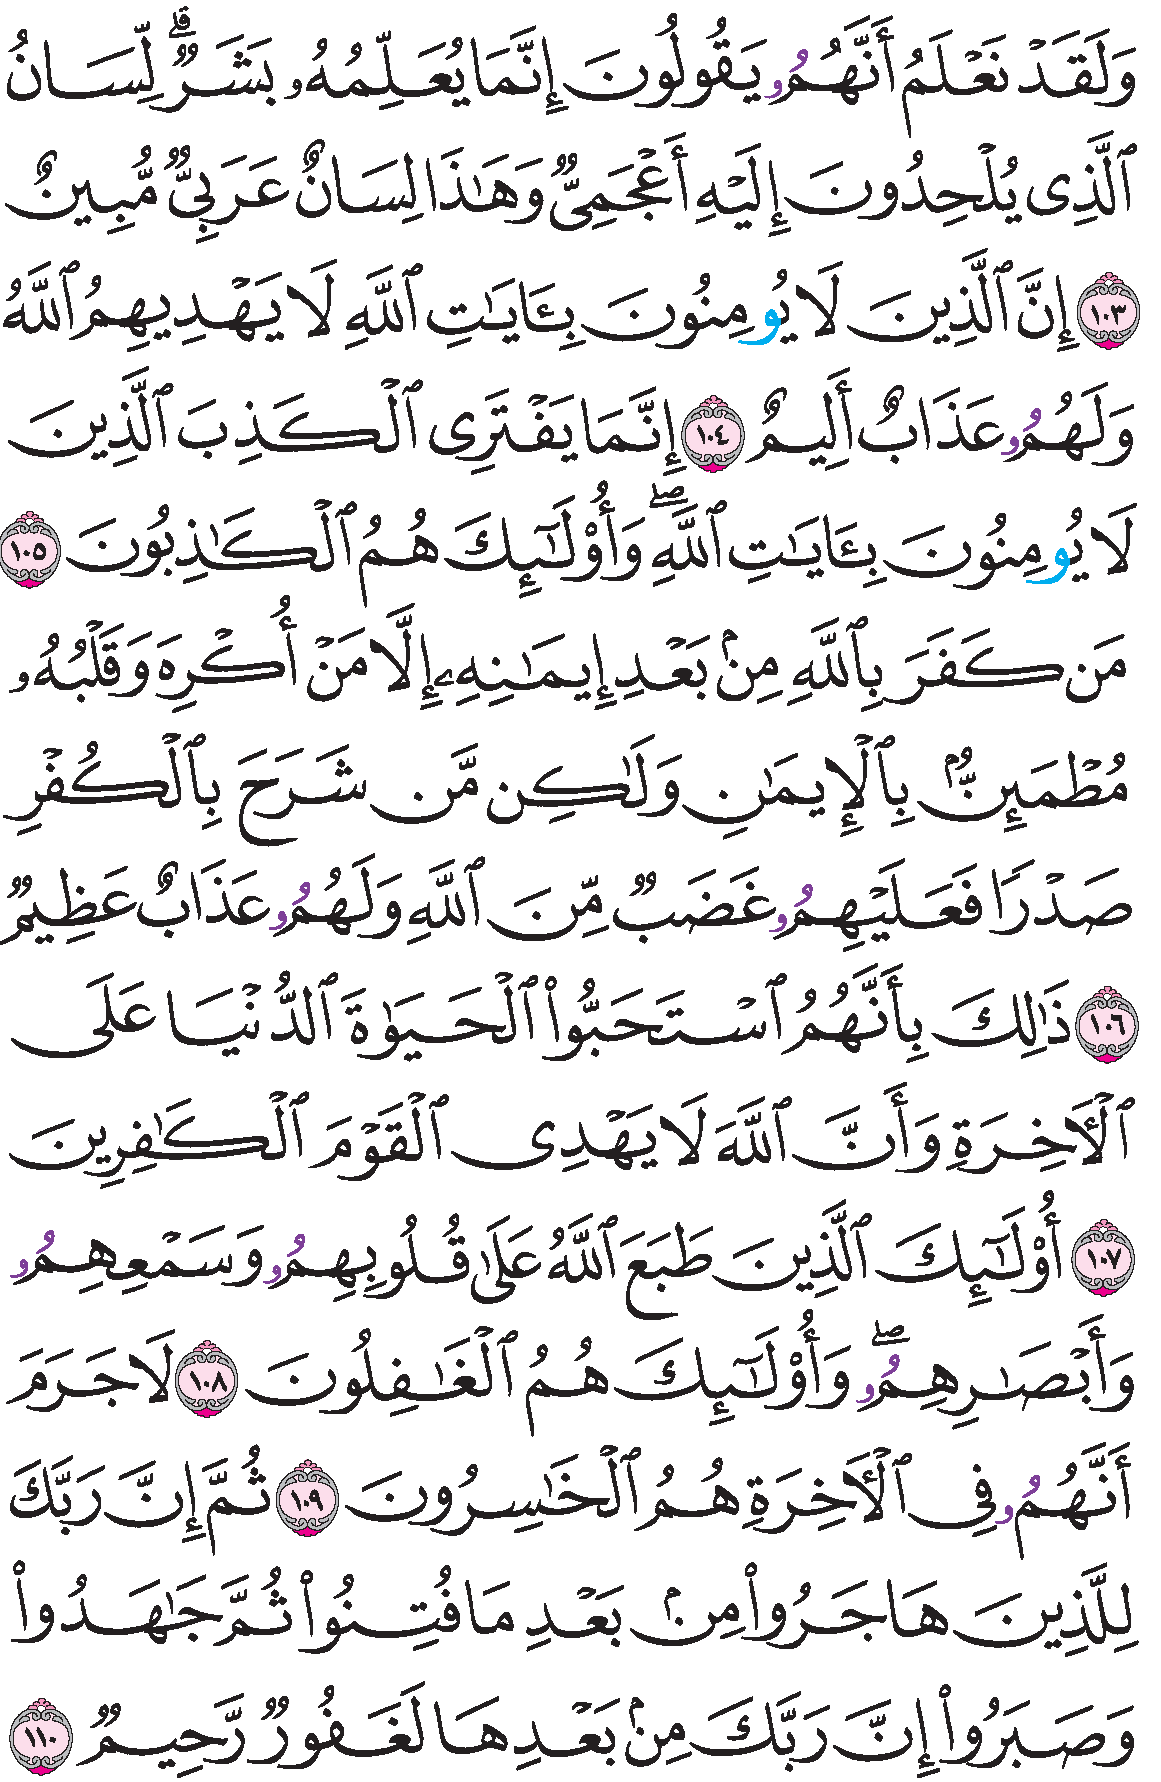 وَلَقَدۡ نَعۡلَمُ أَنَّهُمُۥ يَقُولُونَ إِنَّمَا يُعَلِّمُهُۥ بَشَرٞۗ لِّسَانُ
ٱلَّذِي يُلۡحِدُونَ إِلَيۡهِ أَعۡجَمِيّٞ وَهَٰذَا لِسَانٌ عَرَبِيّٞ مُّبِينٌ
١٠٣ إِنَّ ٱلَّذِينَ لَا يُومِنُونَ بِـَٔايَٰتِ ٱللَّهِ لَا يَهۡدِيهِمُ ٱللَّهُ
وَلَهُمُۥ عَذَابٌ أَلِيمٌ ١٠٤ إِنَّمَا يَفۡتَرِي ٱلۡكَذِبَ ٱلَّذِينَ
لَا يُومِنُونَ بِـَٔايَٰتِ ٱللَّهِۖ وَأُوْلَٰٓئِكَ هُمُ ٱلۡكَٰذِبُونَ ١٠٥
مَن كَفَرَ بِٱللَّهِ مِنۢ بَعۡدِ إِيمَٰنِهِۦ إِلَّا مَنۡ أُكۡرِهَ وَقَلۡبُهُۥ
مُطۡمَئِنُّۢ بِٱلۡإِيمَٰنِ وَلَٰكِن مَّن شَرَحَ بِٱلۡكُفۡرِ
صَدۡرٗا فَعَلَيۡهِمُۥ غَضَبٞ مِّنَ ٱللَّهِ وَلَهُمُۥ عَذَابٌ عَظِيمٞ
١٠٦ ذَٰلِكَ بِأَنَّهُمُ ٱسۡتَحَبُّواْ ٱلۡحَيَوٰةَ ٱلدُّنۡيَا عَلَى
ٱلۡأٓخِرَةِ وَأَنَّ ٱللَّهَ لَا يَهۡدِي ٱلۡقَوۡمَ ٱلۡكَٰفِرِينَ
١٠٧ أُوْلَٰٓئِكَ ٱلَّذِينَ طَبَعَ ٱللَّهُ عَلَىٰ قُلُوبِهِمُۥ وَسَمۡعِهِمُۥ
وَأَبۡصَٰرِهِمُۥۖ وَأُوْلَٰٓئِكَ هُمُ ٱلۡغَٰفِلُونَ ١٠٨ لَا جَرَمَ
أَنَّهُمُۥ فِي ٱلۡأٓخِرَةِ هُمُ ٱلۡخَٰسِرُونَ ١٠٩ ثُمَّ إِنَّ رَبَّكَ
لِلَّذِينَ هَاجَرُواْ مِنۢ بَعۡدِ مَا فُتِنُواْ ثُمَّ جَٰهَدُواْ
وَصَبَرُواْ إِنَّ رَبَّكَ مِنۢ بَعۡدِهَا لَغَفُورٞ رَّحِيمٞ ١١٠